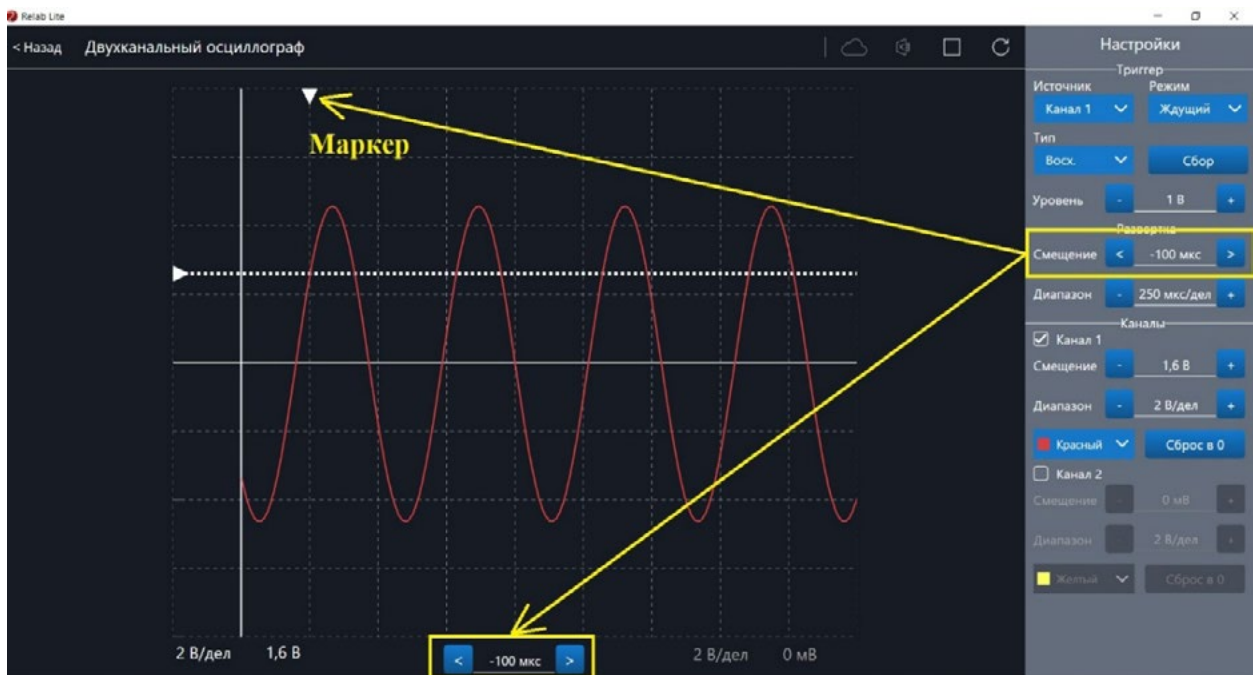 Relab Lite
< Назад Двухканальный осциллограф
Маркер
2 В/дел 1,6 В
< -100 мкс >
2 В/дел 0 мВ
Настройки
Триггер
Источник Режим
Канал 1 Ждущий
Тип
Восх. Сбор
Уровень - 1 В +
Развертка
Смещение < -100 мкс >
Диапазон - 250 мкс/дел +
Каналы
Канал 1
Смещение - 1,6 В +
Диапазон - 2 В/дел +
Красный Сброс в 0
Канал 2
Смещение - 0 мВ +
Диапазон - 2 В/дел +
Желтый Сброс в 0